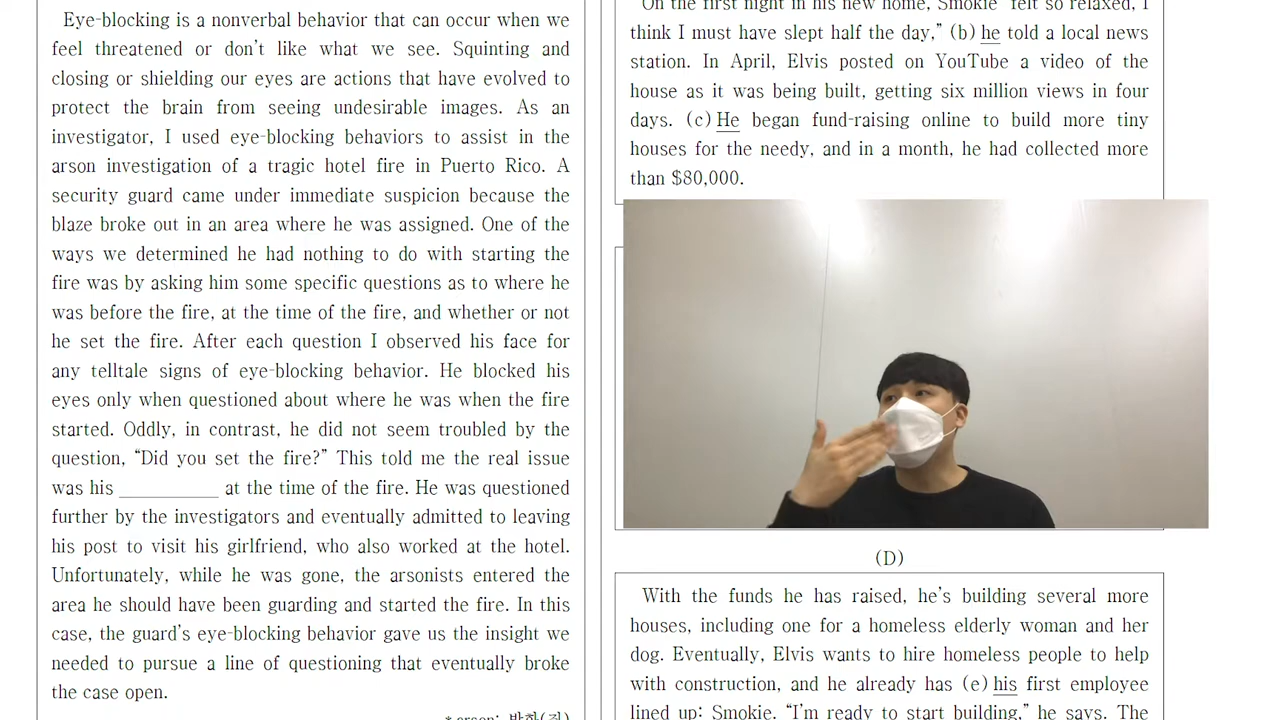 Eye-blocking is a nonverbal behavior that can occur when we
feel threatened or don't like what we see. Squinting and
closing or shielding our eyes are actions that have evolved to
protect the brain from seeing undesirable images. As an
investigator, I used eye-blocking behaviors to assist in the
arson investigation of a tragic hotel fire in Puerto Rico. A
security guard came under immediate suspicion because the
blaze broke out in an area where he was assigned. One of the
ways we determined he had nothing to do with starting the
fire was by asking him some specific questions as to where he
was before the fire, at the time of the fire, and whether or not
he set the fire. After each question I observed his face for
any telltale signs of eye-blocking behavior. He blocked his
eyes only when questioned about where he was when the fire
started. Oddly, in contrast, he did not seem troubled by the
question, “Did you set the fire?” This told me the real issue
was his __________ at the time of the fire. He was questioned
further by the investigators and eventually admitted to leaving
his post to visit his girlfriend, who also worked at the hotel.
Unfortunately, while he was gone, the arsonists entered the
area he should have been guarding and started the fire. In this
case, the guard's eye-blocking behavior gave us the insight we
needed to pursue a line of questioning that eventually broke
the case open.
* arson: 방화(죄)
On the first night in his new home, Smokie “felt so relaxed, I
think I must have slept half the day,” (b) he told a local news
station. In April, Elvis posted on YouTube a video of the
house as it was being built, getting six million views in four
days. (c) He began fund-raising online to build more tiny
houses for the needy, and in a month, he had collected more
than $80,000.
(D)
With the funds he has raised, he's building several more
houses, including one for a homeless elderly woman and her
dog. Eventually, Elvis wants to hire homeless people to help
with construction, and he already has (e) his first employee
lined up: Smokie. “I'm ready to start building,” he says. The